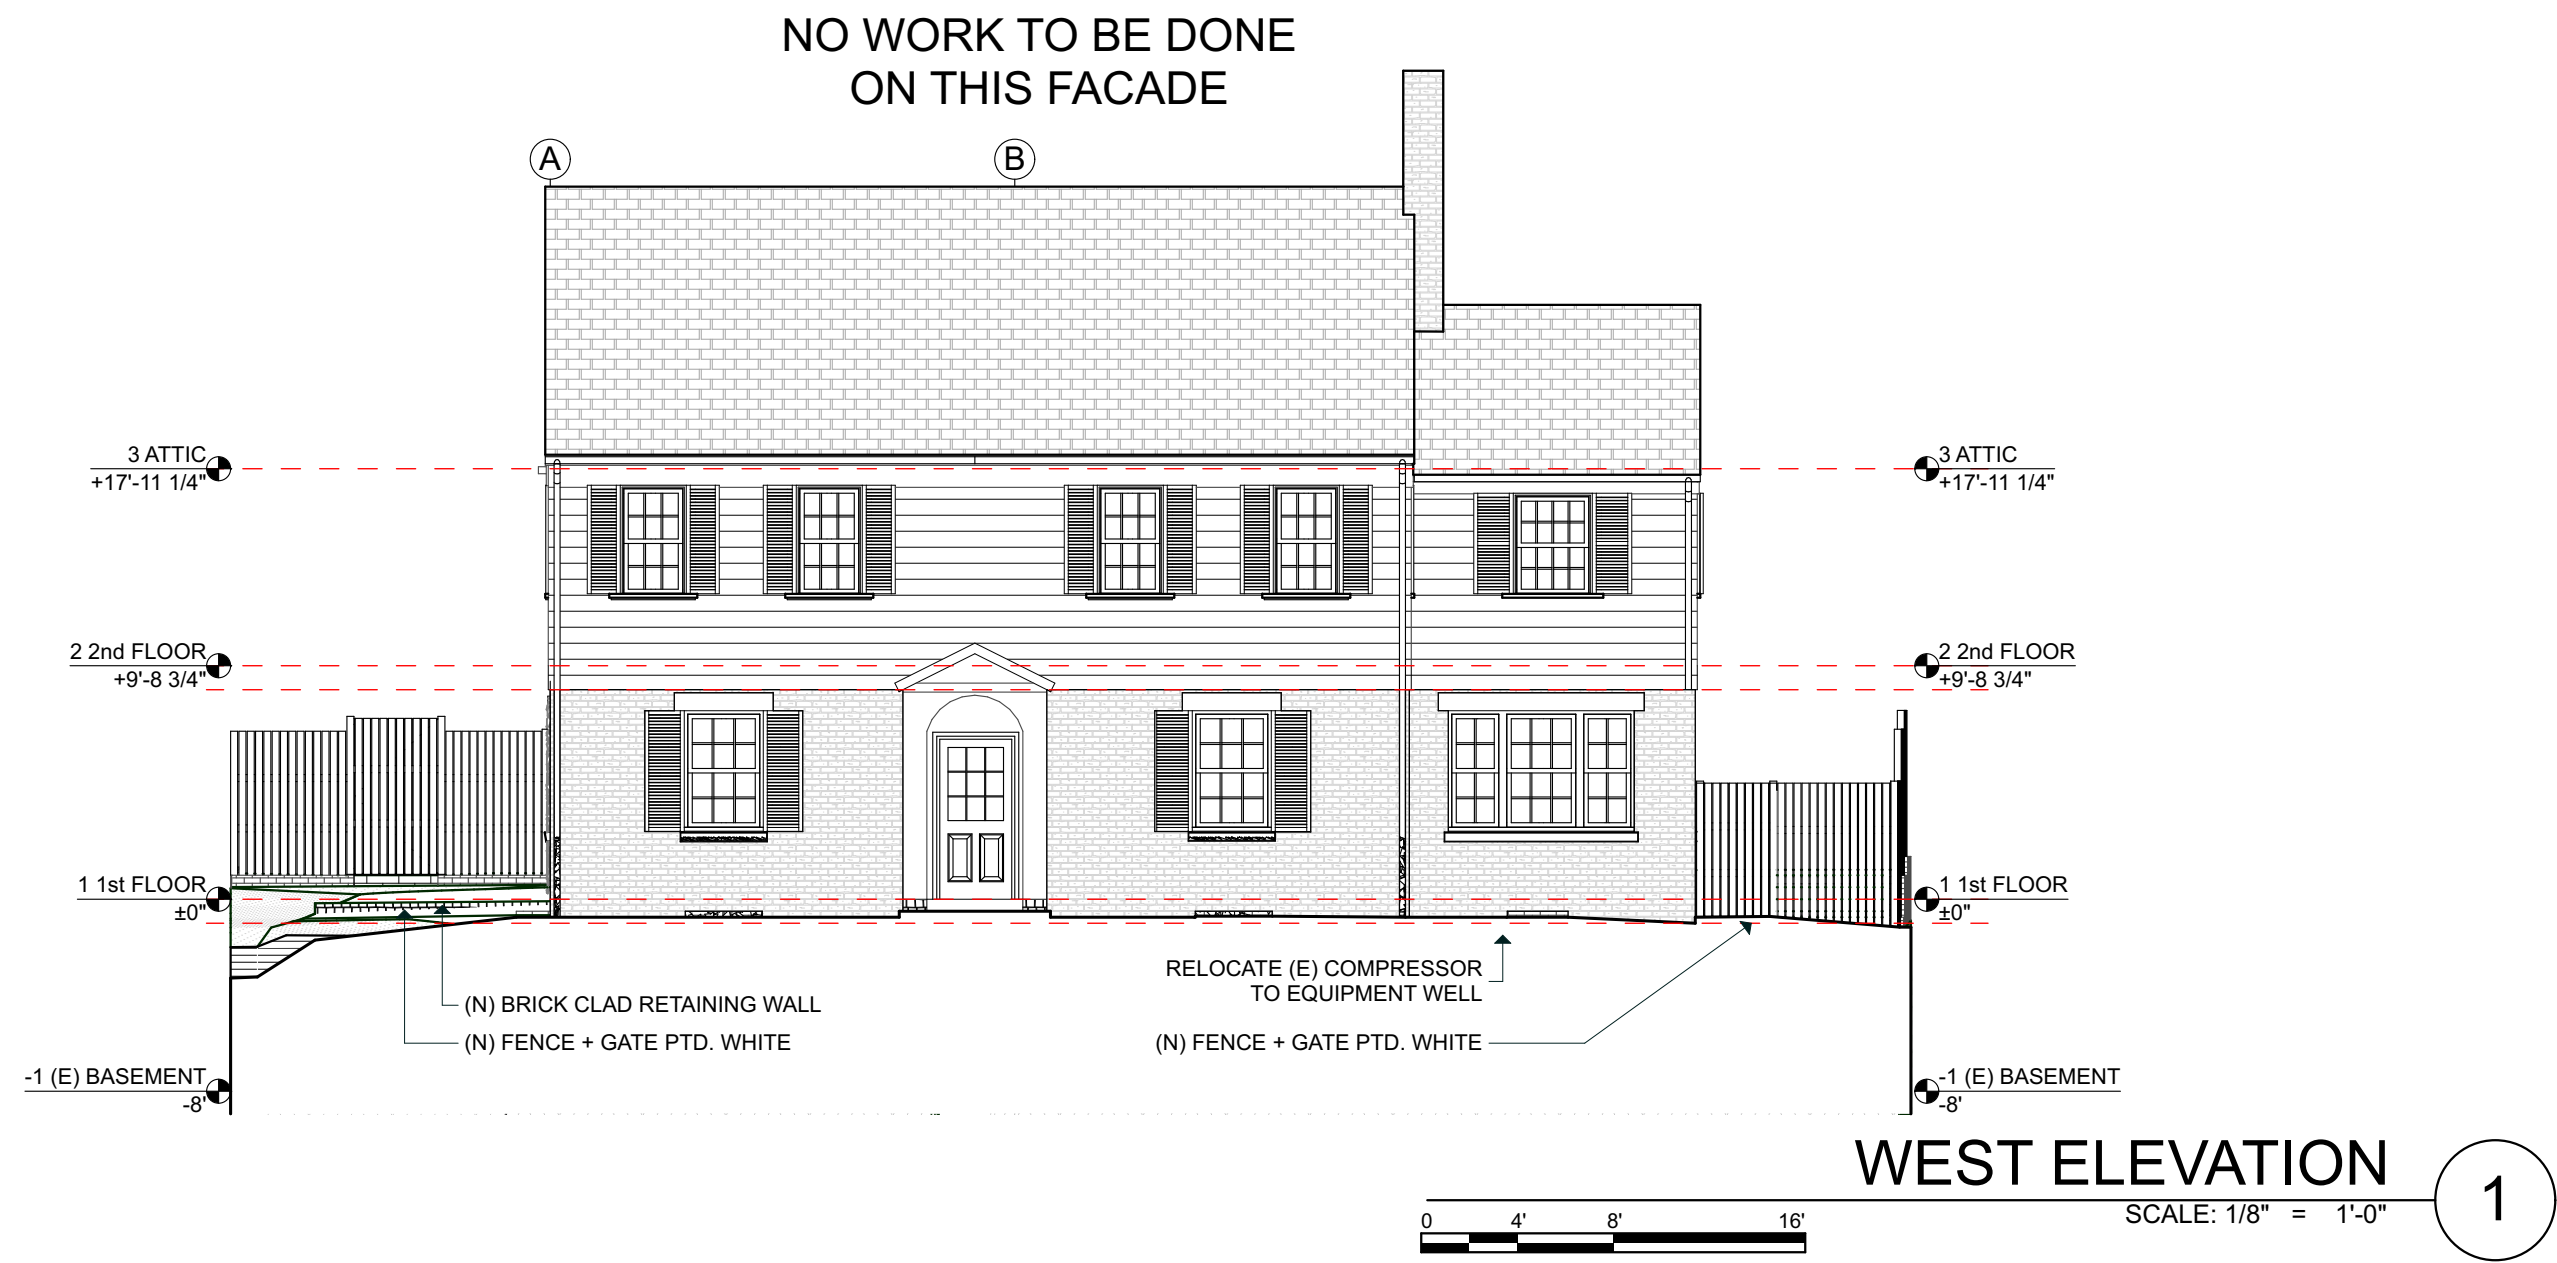 NO WORK TO BE DONE
ON THIS FACADE
A
B
3 ATTIC
+17'-11 1/4"
3 ATTIC
+17'-11 1/4"
2 2nd FLOOR
+9'-8 3/4"
2 2nd FLOOR
+9'-8 3/4"
1 1st FLOOR
±0"
1 1st FLOOR
±0"
RELOCATE (E) COMPRESSOR
TO EQUIPMENT WELL
(N) BRICK CLAD RETAINING WALL
(N) FENCE + GATE PTD. WHITE
(N) FENCE + GATE PTD. WHITE
-1 (E) BASEMENT
-8'
-1 (E) BASEMENT
-8'
WEST ELEVATION
1
SCALE: 1/8" = 1'-0"
0 4' 8' 16'